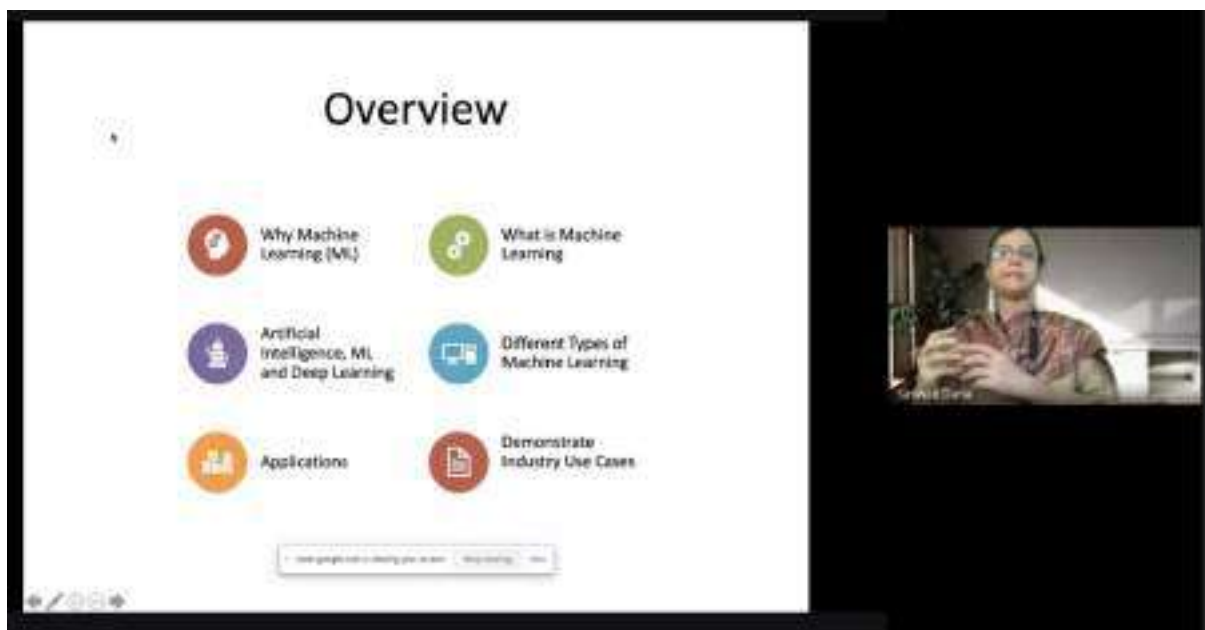 Overview
Why Machine
Learning (ML)
What is Machine
Learning
Artificial
Intelligence, ML
and Deep Learning
Different Types of
Machine Learning
Applications
Demonstrate
Industry Use Cases